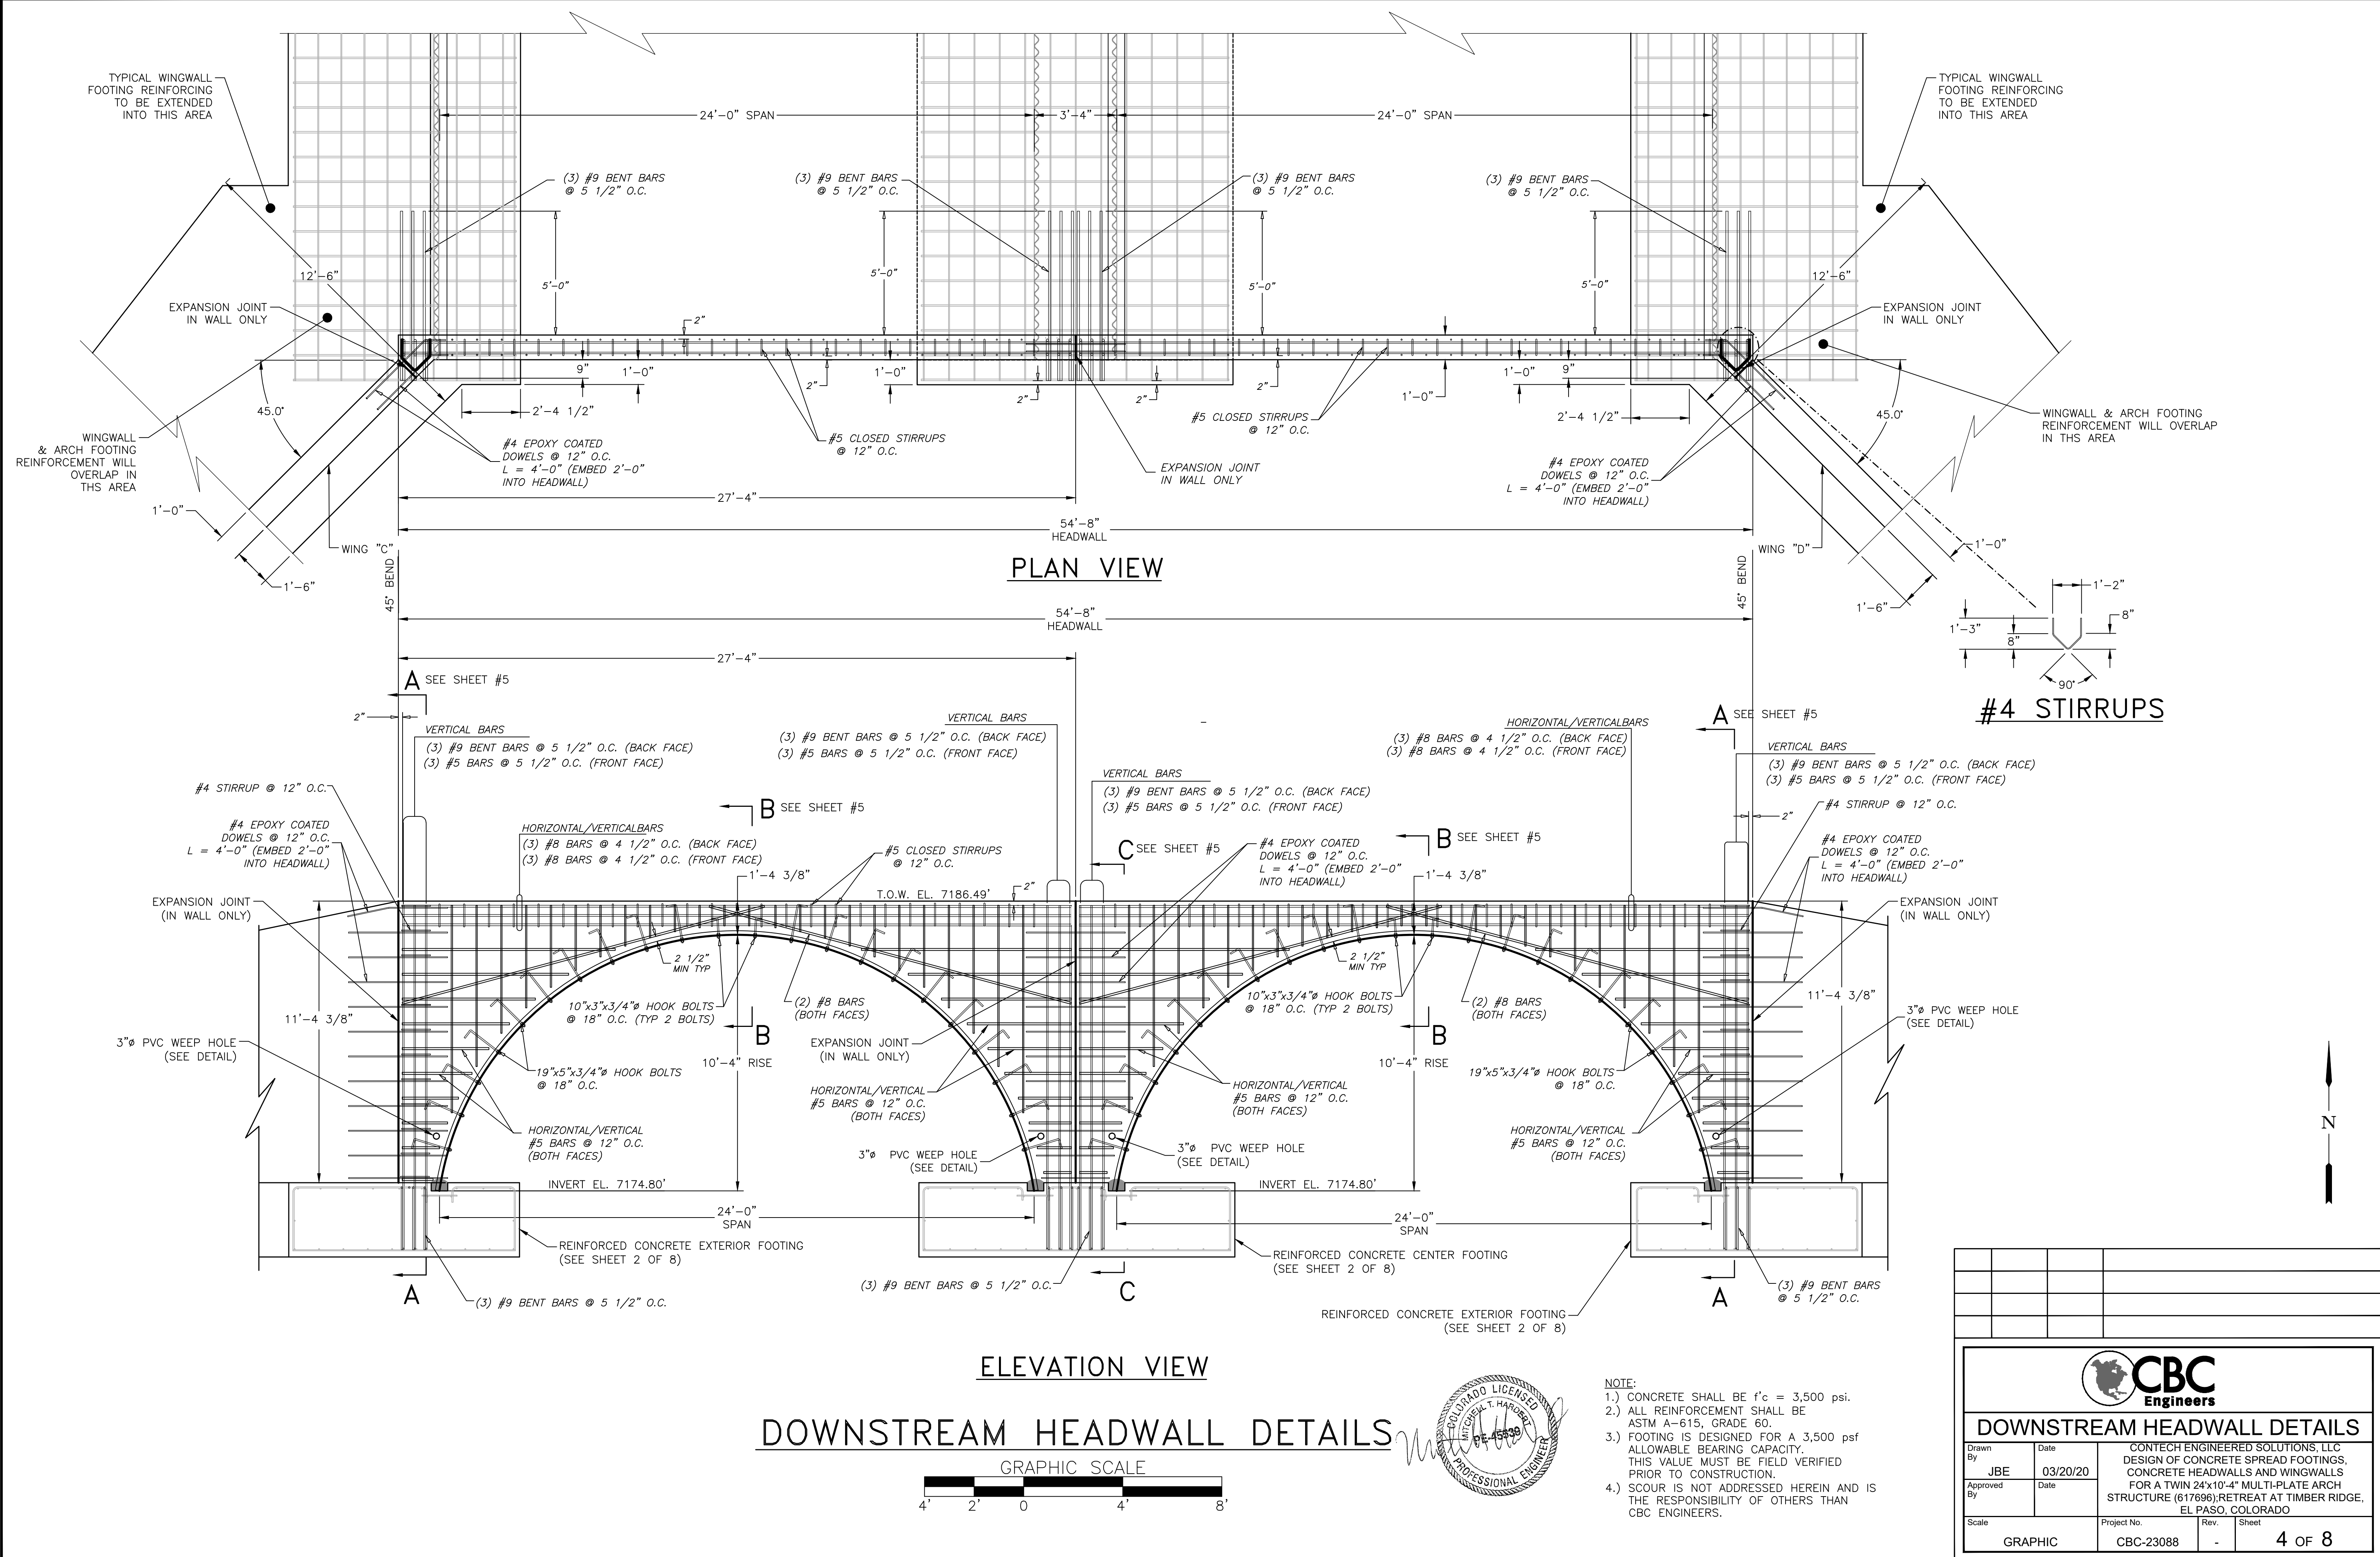 TYPICAL WINGWALL
FOOTING REINFORCING
TO BE EXTENDED
INTO THIS AREA
TYPICAL WINGWALL
FOOTING REINFORCING
TO BE EXTENDED
INTO THIS AREA
24'-0" SPAN
3'-4"
24'-0" SPAN
(3) #9 BENT BARS
@ 5 1/2" O.C.
(3) #9 BENT BARS
@ 5 1/2" O.C.
(3) #9 BENT BARS
@ 5 1/2" O.C.
(3) #9 BENT BARS
@ 5 1/2" O.C.
12'-6"
5'-0"
5'-0"
5'-0"
5'-0"
12'-6"
EXPANSION JOINT
IN WALL ONLY
EXPANSION JOINT
IN WALL ONLY
2"
9"
1'-0"
2"
1'-0"
2"
2"
2"
1'-0"
1'-0"
9"
45.0°
2'-4 1/2"
2'-4 1/2"
45.0°
WINGWALL
& ARCH FOOTING
REINFORCEMENT WILL
OVERLAP IN
THS AREA
WINGWALL & ARCH FOOTING
REINFORCEMENT WILL OVERLAP
IN THS AREA
#4 EPOXY COATED
DOWELS @ 12" O.C.
L = 4'-0" (EMBED 2'-0"
INTO HEADWALL)
#5 CLOSED STIRRUPS
@ 12" O.C.
#5 CLOSED STIRRUPS
@ 12" O.C.
EXPANSION JOINT
IN WALL ONLY
#4 EPOXY COATED
DOWELS @ 12" O.C.
L = 4'-0" (EMBED 2'-0"
INTO HEADWALL)
27'-4"
1'-0"
54'-8"
HEADWALL
WING "C"
WING "D"
1'-0"
1'-6"
1'-6"
PLAN VIEW
45° BEND
45° BEND
54'-8"
HEADWALL
27'-4"
1'-2"
1'-3"
8"
8"
90°
#4 STIRRUPS
A SEE SHEET #5
A SEE SHEET #5
2"
VERTICAL BARS
(3) #9 BENT BARS @ 5 1/2" O.C. (BACK FACE)
(3) #5 BARS @ 5 1/2" O.C. (FRONT FACE)
VERTICAL BARS
(3) #9 BENT BARS @ 5 1/2" O.C. (BACK FACE)
(3) #5 BARS @ 5 1/2" O.C. (FRONT FACE)
HORIZONTAL/VERTICALBARS
(3) #8 BARS @ 4 1/2" O.C. (BACK FACE)
(3) #8 BARS @ 4 1/2" O.C. (FRONT FACE)
VERTICAL BARS
(3) #9 BENT BARS @ 5 1/2" O.C. (BACK FACE)
(3) #5 BARS @ 5 1/2" O.C. (FRONT FACE)
VERTICAL BARS
(3) #9 BENT BARS @ 5 1/2" O.C. (BACK FACE)
(3) #5 BARS @ 5 1/2" O.C. (FRONT FACE)
#4 STIRRUP @ 12" O.C.
#4 STIRRUP @ 12" O.C.
2"
#4 EPOXY COATED
DOWELS @ 12" O.C.
L = 4'-0" (EMBED 2'-0"
INTO HEADWALL)
B SEE SHEET #5
HORIZONTAL/VERTICALBARS
(3) #8 BARS @ 4 1/2" O.C. (BACK FACE)
(3) #8 BARS @ 4 1/2" O.C. (FRONT FACE)
#5 CLOSED STIRRUPS
@ 12" O.C.
C SEE SHEET #5
#4 EPOXY COATED
DOWELS @ 12" O.C.
L = 4'-0" (EMBED 2'-0"
INTO HEADWALL)
B SEE SHEET #5
#4 EPOXY COATED
DOWELS @ 12" O.C.
L = 4'-0" (EMBED 2'-0"
INTO HEADWALL)
1'-4 3/8"
T.O.W. EL. 7186.49'
2"
1'-4 3/8"
EXPANSION JOINT
(IN WALL ONLY)
EXPANSION JOINT
(IN WALL ONLY)
2 1/2"
MIN TYP
2 1/2"
MIN TYP
11'-4 3/8"
10"x3"x3/4"ø HOOK BOLTS
@ 18" O.C. (TYP 2 BOLTS)
(2) #8 BARS
(BOTH FACES)
10"x3"x3/4"ø HOOK BOLTS
@ 18" O.C. (TYP 2 BOLTS)
(2) #8 BARS
(BOTH FACES)
11'-4 3/8"
3"ø PVC WEEP HOLE
(SEE DETAIL)
B
EXPANSION JOINT
(IN WALL ONLY)
B
3"ø PVC WEEP HOLE
(SEE DETAIL)
10'-4" RISE
10'-4" RISE
19"x5"x3/4"ø HOOK BOLTS
@ 18" O.C.
19"x5"x3/4"ø HOOK BOLTS
@ 18" O.C.
HORIZONTAL/VERTICAL
#5 BARS @ 12" O.C.
(BOTH FACES)
HORIZONTAL/VERTICAL
#5 BARS @ 12" O.C.
(BOTH FACES)
HORIZONTAL/VERTICAL
#5 BARS @ 12" O.C.
(BOTH FACES)
HORIZONTAL/VERTICAL
#5 BARS @ 12" O.C.
(BOTH FACES)
3"ø PVC WEEP HOLE
(SEE DETAIL)
3"ø PVC WEEP HOLE
(SEE DETAIL)
N
INVERT EL. 7174.80'
INVERT EL. 7174.80'
24'-0"
SPAN
24'-0"
SPAN
REINFORCED CONCRETE EXTERIOR FOOTING
(SEE SHEET 2 OF 8)
REINFORCED CONCRETE CENTER FOOTING
(SEE SHEET 2 OF 8)
A
(3) #9 BENT BARS @ 5 1/2" O.C.
(3) #9 BENT BARS @ 5 1/2" O.C.
C
REINFORCED CONCRETE EXTERIOR FOOTING
(SEE SHEET 2 OF 8)
A
(3) #9 BENT BARS
@ 5 1/2" O.C.
ELEVATION VIEW
DOWNSTREAM HEADWALL DETAILS
GRAPHIC SCALE
4' 2' 0 4' 8'
COLORADO LICENSED
MITCHELL T. HARDERT
PE-45539
PROFESSIONAL ENGINEER
NOTE:
1.) CONCRETE SHALL BE f'c = 3,500 psi.
2.) ALL REINFORCEMENT SHALL BE
ASTM A-615, GRADE 60.
3.) FOOTING IS DESIGNED FOR A 3,500 psf
ALLOWABLE BEARING CAPACITY.
THIS VALUE MUST BE FIELD VERIFIED
PRIOR TO CONSTRUCTION.
4.) SCOUR IS NOT ADDRESSED HEREIN AND IS
THE RESPONSIBILITY OF OTHERS THAN
CBC ENGINEERS.
CBC
Engineers
DOWNSTREAM HEADWALL DETAILS
Drawn
By
JBE
Date
03/20/20
Approved
By
Date
CONTECH ENGINEERED SOLUTIONS, LLC
DESIGN OF CONCRETE SPREAD FOOTINGS,
CONCRETE HEADWALLS AND WINGWALLS
FOR A TWIN 24'x10'-4" MULTI-PLATE ARCH
STRUCTURE (617696);RETREAT AT TIMBER RIDGE,
EL PASO, COLORADO
Scale
GRAPHIC
Project No.
CBC-23088
Rev.
-
Sheet
4 OF 8